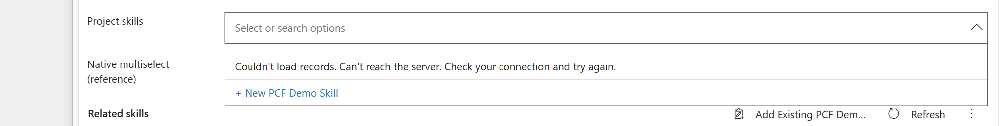 Project skills
Select or search options
Native multiselect
(reference)
Couldn't load records. Can't reach the server. Check your connection and try again.
+ New PCF Demo Skill
Related skills
Add Existing PCF Dem...
Refresh